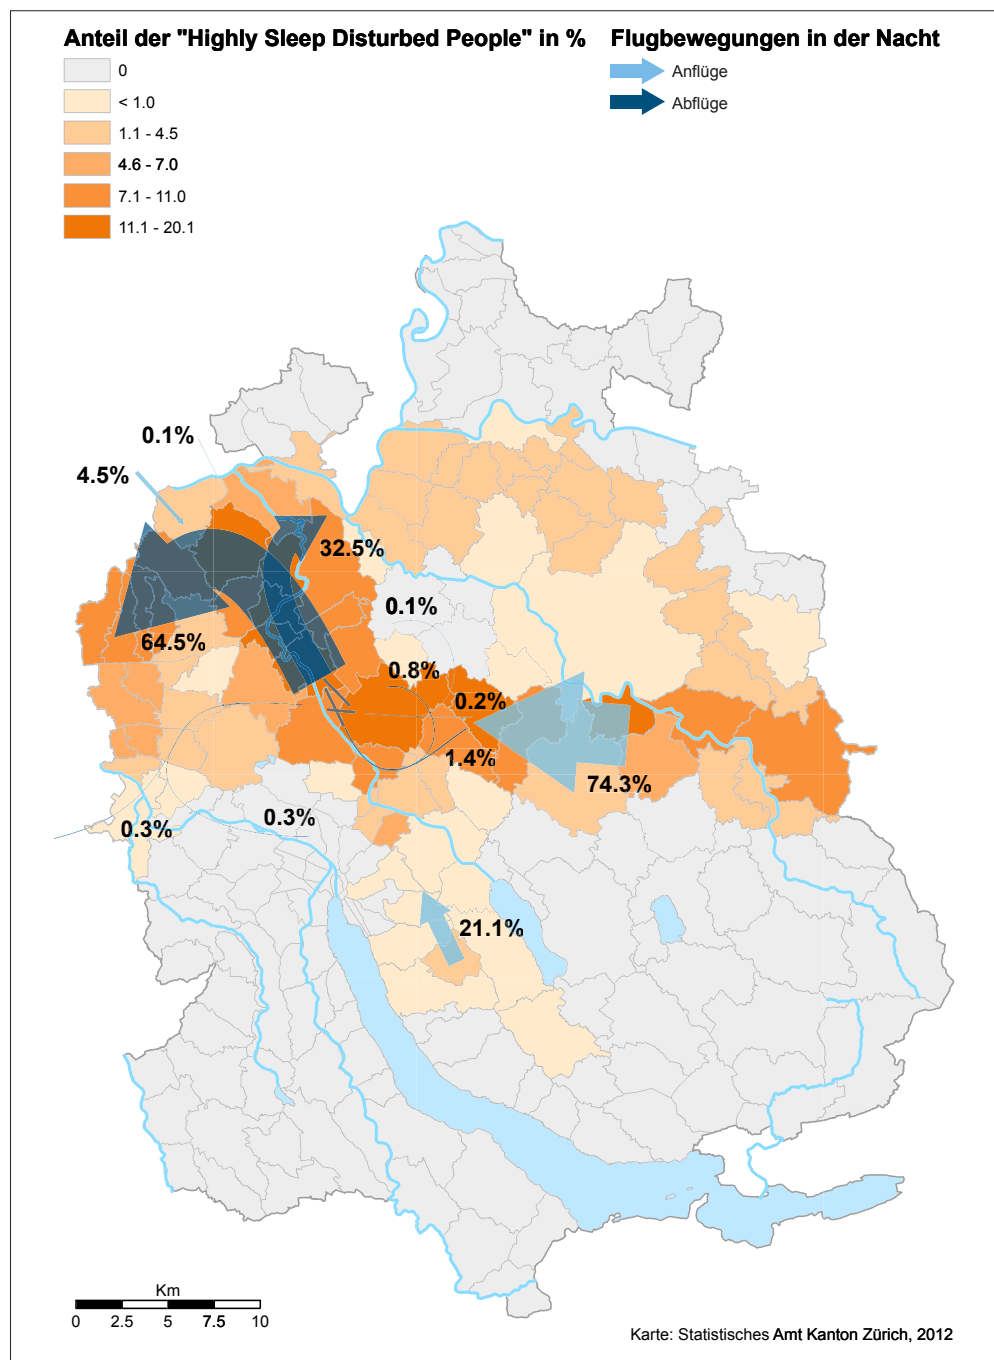 Anteil der "Highly Sleep Disturbed People" in %
0
< 1.0
1.1 - 4.5
4.6 - 7.0
7.1 - 11.0
11.1 - 20.1
Flugbewegungen in der Nacht
Anflüge
Abflüge
0.1%
4.5%
32.5%
0.1%
64.5%
0.8%
0.2%
1.4%
74.3%
0.3%
0.3%
21.1%
Km
0 2.5 5 7.5 10
Karte: Statistisches Amt Kanton Zürich, 2012